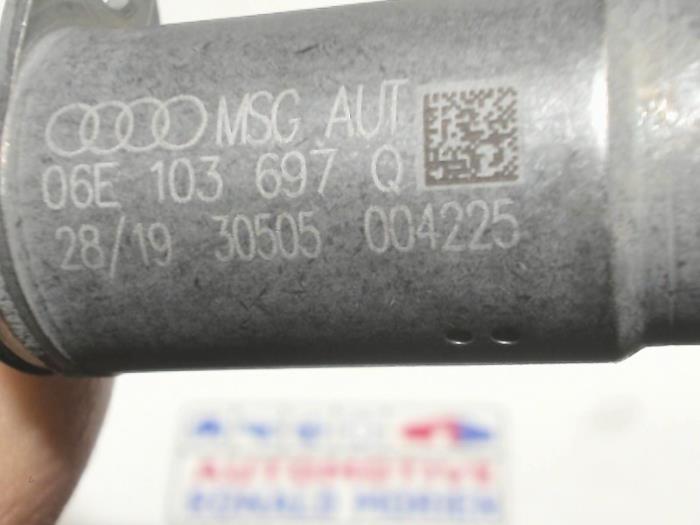 MSG AUT
06E 103 697 Q
28/19 30505 004225
AUTOMOTIVE
RONALD MORIEN